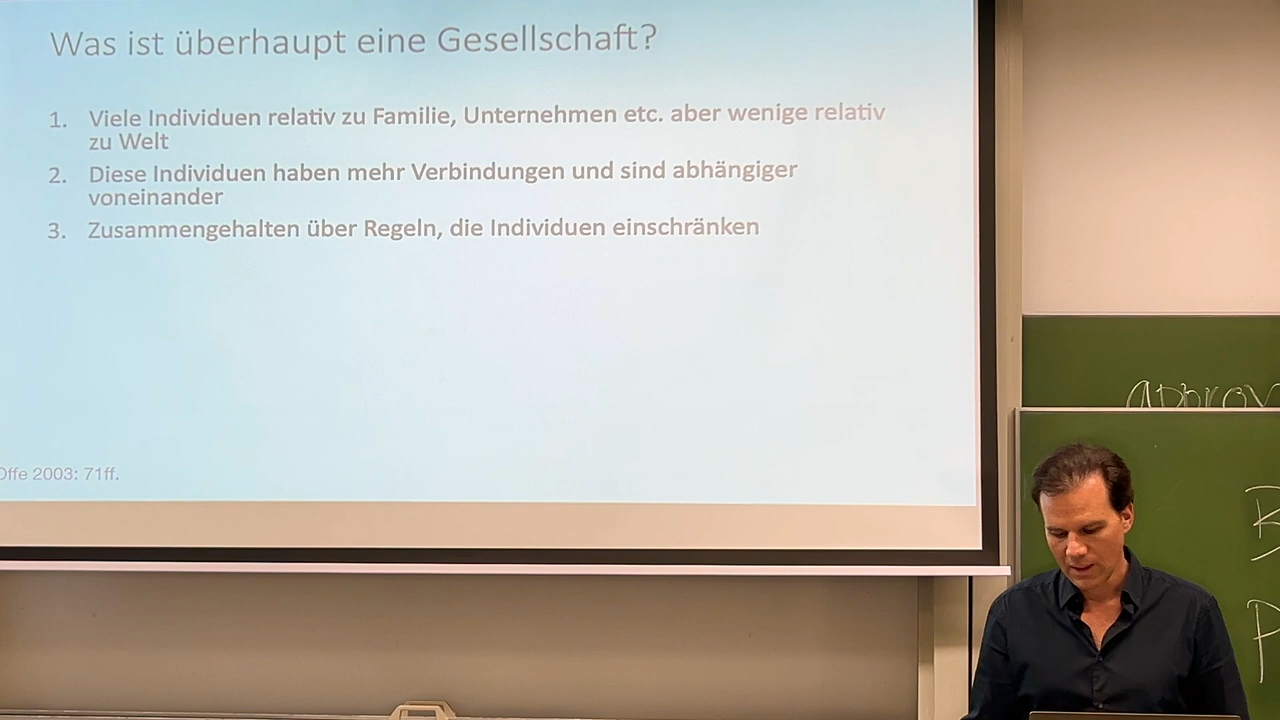 Was ist überhaupt eine Gesellschaft?
1. Viele Individuen relativ zu Familie, Unternehmen etc. aber wenige relativ
zu Welt
2. Diese Individuen haben mehr Verbindungen und sind abhängiger
voneinander
3. Zusammengehalten über Regeln, die Individuen einschränken
Offe 2003: 71ff.
approv
B
P